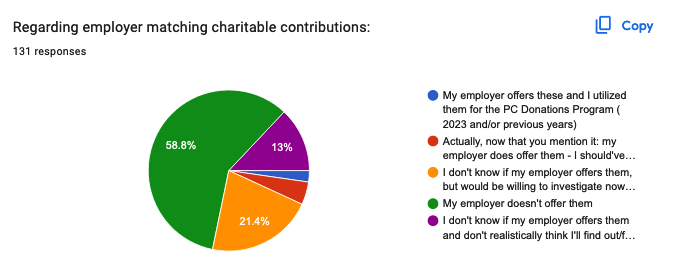 Regarding employer matching charitable contributions:
Copy
131 responses
58.8%
13%
21.4%
My employer offers these and I utilized
them for the PC Donations Program (
2023 and/or previous years)
Actually, now that you mention it: my
employer does offer them - I should've…
I don't know if my employer offers them,
but would be willing to investigate now…
My employer doesn't offer them
I don't know if my employer offers them
and don't realistically think I'll find out/f…